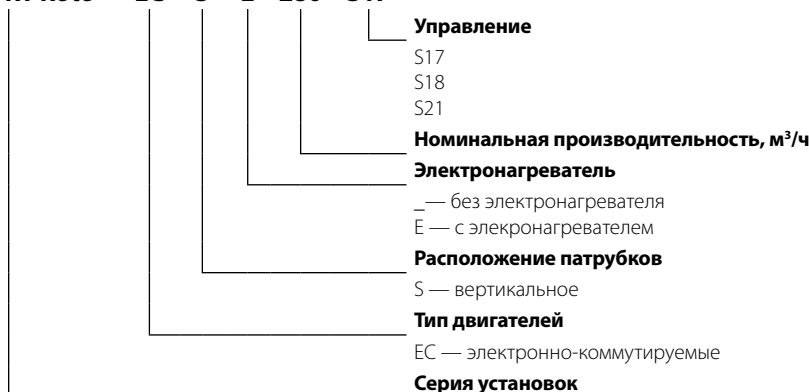 Управление
S17
S18
S21
Номинальная производительность, м³/ч
Электронагреватель
_— без электронагревателя
E — с элекронагревателем
Расположение патрубков
S — вертикальное
Тип двигателей
EC — электронно-коммутируемые
Серия установок